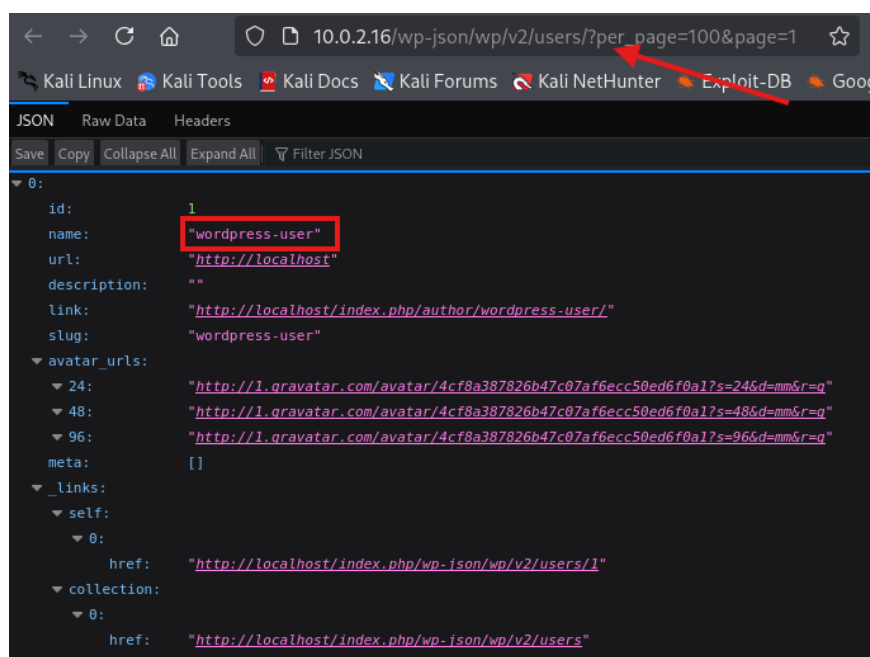 10.0.2.16/wp-json/wp/v2/users/?per_page=100&page=1
Kali Linux Kali Tools Kali Docs Kali Forums Kali NetHunter Exploit-DB Goog
JSON Raw Data Headers
Save Copy Collapse All Expand All Filter JSON
0:
id: 1
name: "wordpress-user"
url: "http://localhost"
description: ""
link: "http://localhost/index.php/author/wordpress-user/"
slug: "wordpress-user"
avatar_urls:
24: "http://1.gravatar.com/avatar/4cf8a387826b47c07af6ecc50ed6f0a1?s=24&d=mm&r=g"
48: "http://1.gravatar.com/avatar/4cf8a387826b47c07af6ecc50ed6f0a1?s=48&d=mm&r=g"
96: "http://1.gravatar.com/avatar/4cf8a387826b47c07af6ecc50ed6f0a1?s=96&d=mm&r=g"
meta: []
_links:
self:
0:
href: "http://localhost/index.php/wp-json/wp/v2/users/1"
collection:
0:
href: "http://localhost/index.php/wp-json/wp/v2/users"